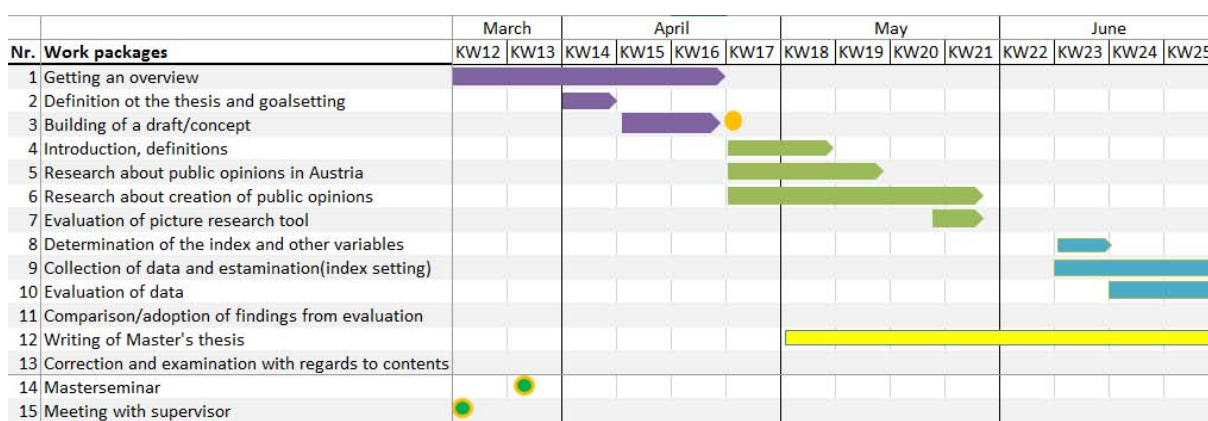 March April May June
Nr. Work packages KW12 KW13 KW14 KW15 KW16 KW17 KW18 KW19 KW20 KW21 KW22 KW23 KW24 KW25
1 Getting an overview
2 Definition ot the thesis and goalsetting
3 Building of a draft/concept
4 Introduction, definitions
5 Research about public opinions in Austria
6 Research about creation of public opinions
7 Evaluation of picture research tool
8 Determination of the index and other variables
9 Collection of data and estamination(index setting)
10 Evaluation of data
11 Comparison/adoption of findings from evaluation
12 Writing of Master's thesis
13 Correction and examination with regards to contents
14 Masterseminar
15 Meeting with supervisor